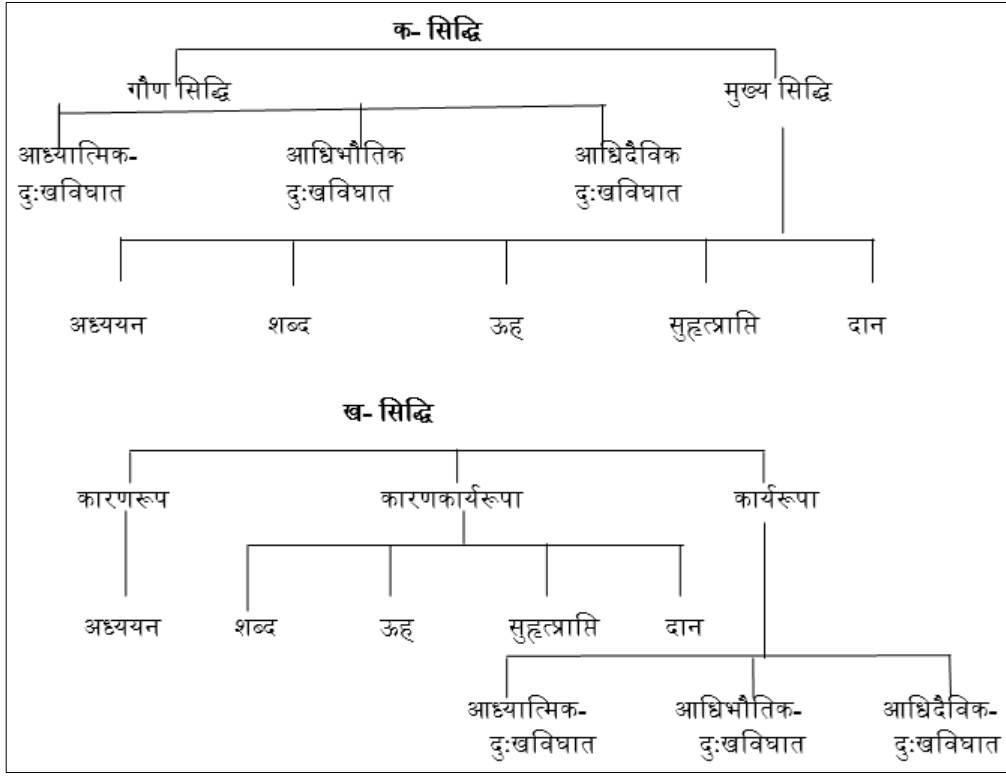 क- सिद्धि
गौण सिद्धि मुख्य सिद्धि
आध्यात्मिक- आधिभौतिक आधिदैविक
दुःखविघात दुःखविघात दुःखविघात
अध्ययन शब्द ऊह सुहृत्प्राप्ति दान
ख- सिद्धि
कारणरूप कारणकार्यरूपा कार्यरूपा
अध्ययन शब्द ऊह सुहृत्प्राप्ति दान
आध्यात्मिक- आधिभौतिक- आधिदैविक-
दुःखविघात दुःखविघात दुःखविघात